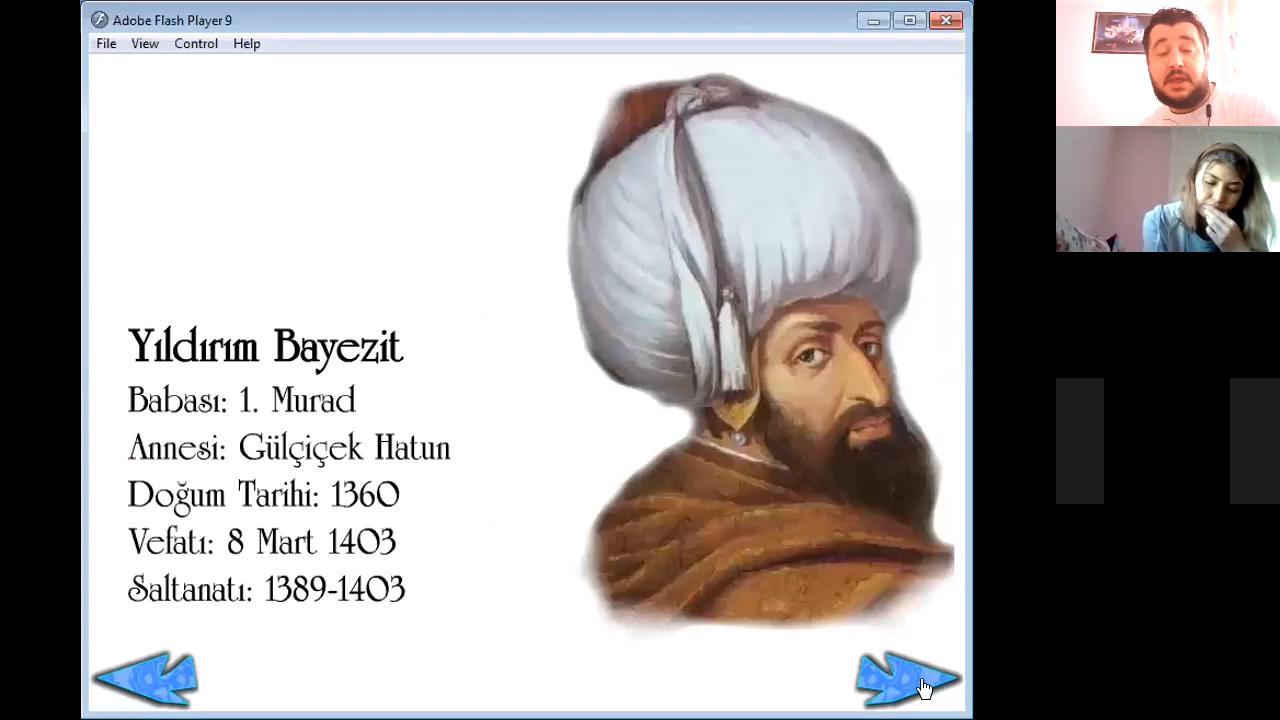 Adobe Flash Player 9
File View Control Help
Yıldırım Bayezit
Babası: 1. Murad
Annesi: Gülçiçek Hatun
Doğum Tarihi: 1360
Vefatı: 8 Mart 1403
Saltanatı: 1389-1403